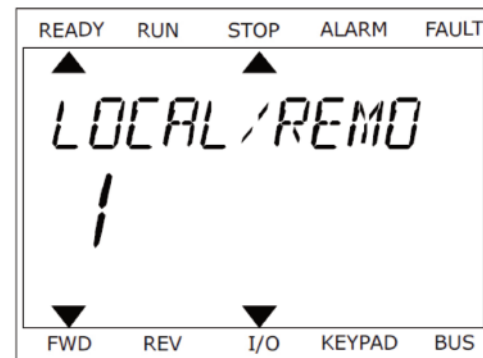 READY RUN STOP ALARM FAULT
LOCAL/REMO
1
FWD REV I/O KEYPAD BUS